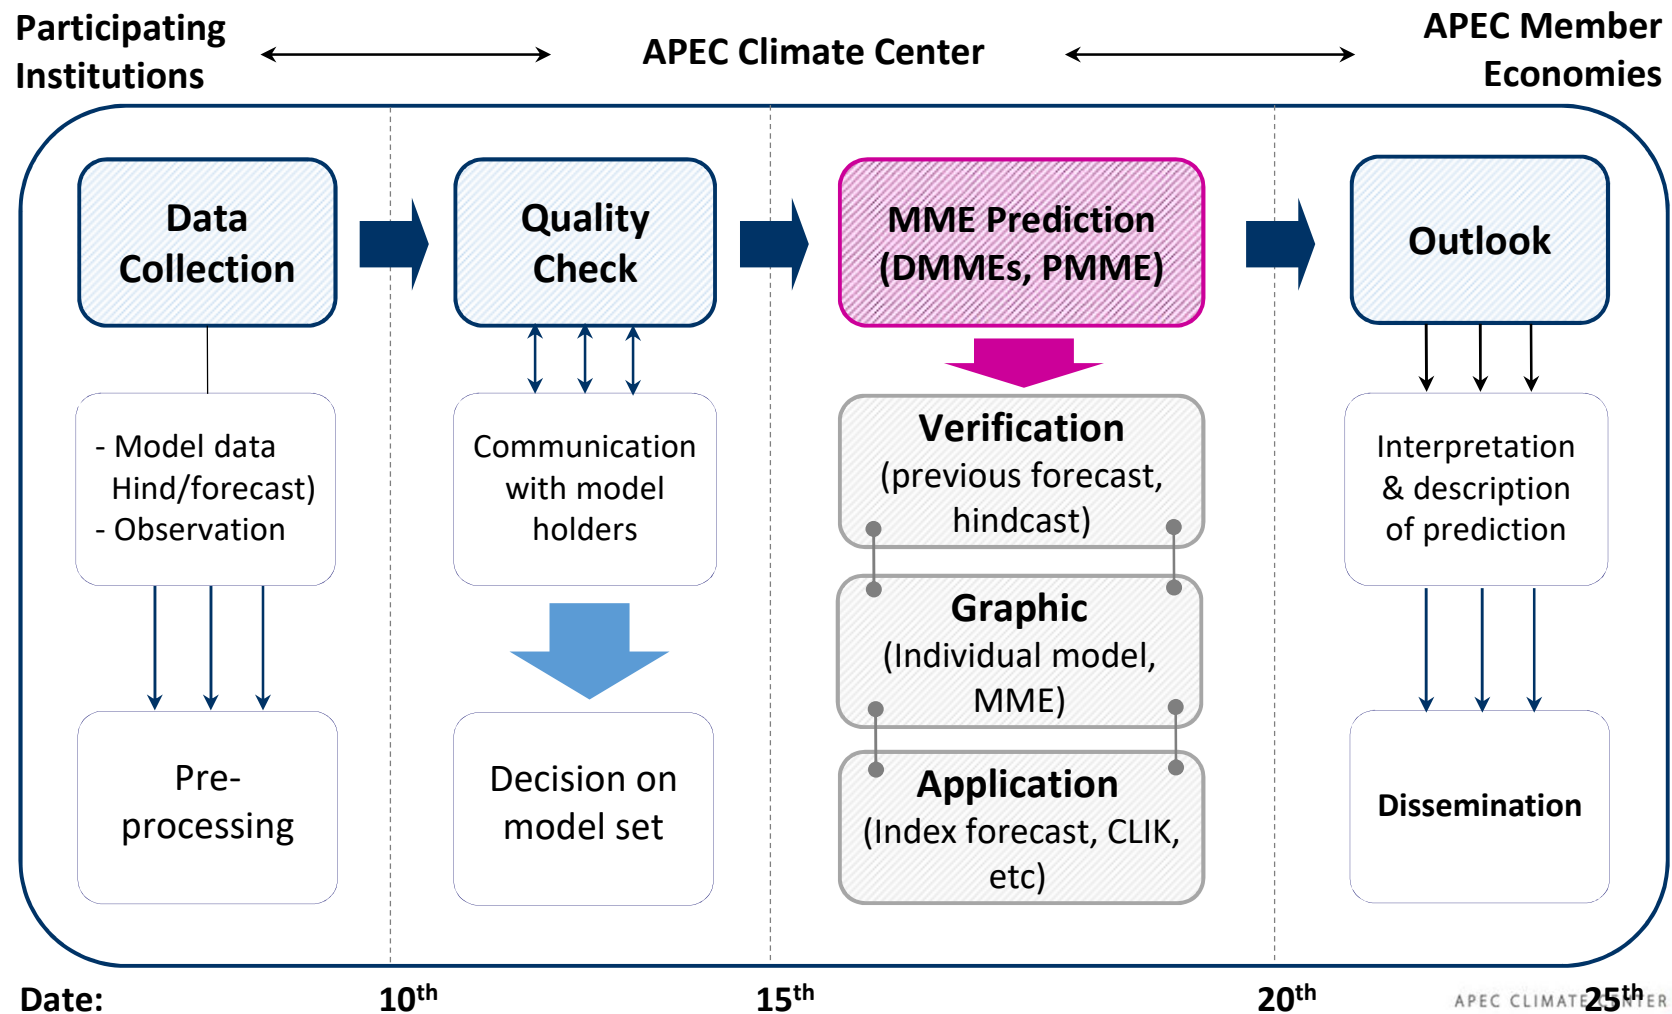 Participating
Institutions
APEC Climate Center
APEC Member
Economies
Data
Collection
Quality
Check
MME Prediction
(DMMEs, PMME)
Outlook
- Model data
Hind/forecast)
- Observation
Communication
with model
holders
Verification
(previous forecast,
hindcast)
Interpretation
& description
of prediction
Graphic
(Individual model,
MME)
Pre-
processing
Decision on
model set
Application
(Index forecast, CLIK,
etc)
Dissemination
Date:
10th
15th
20th
25th
APEC CLIMATE CENTER